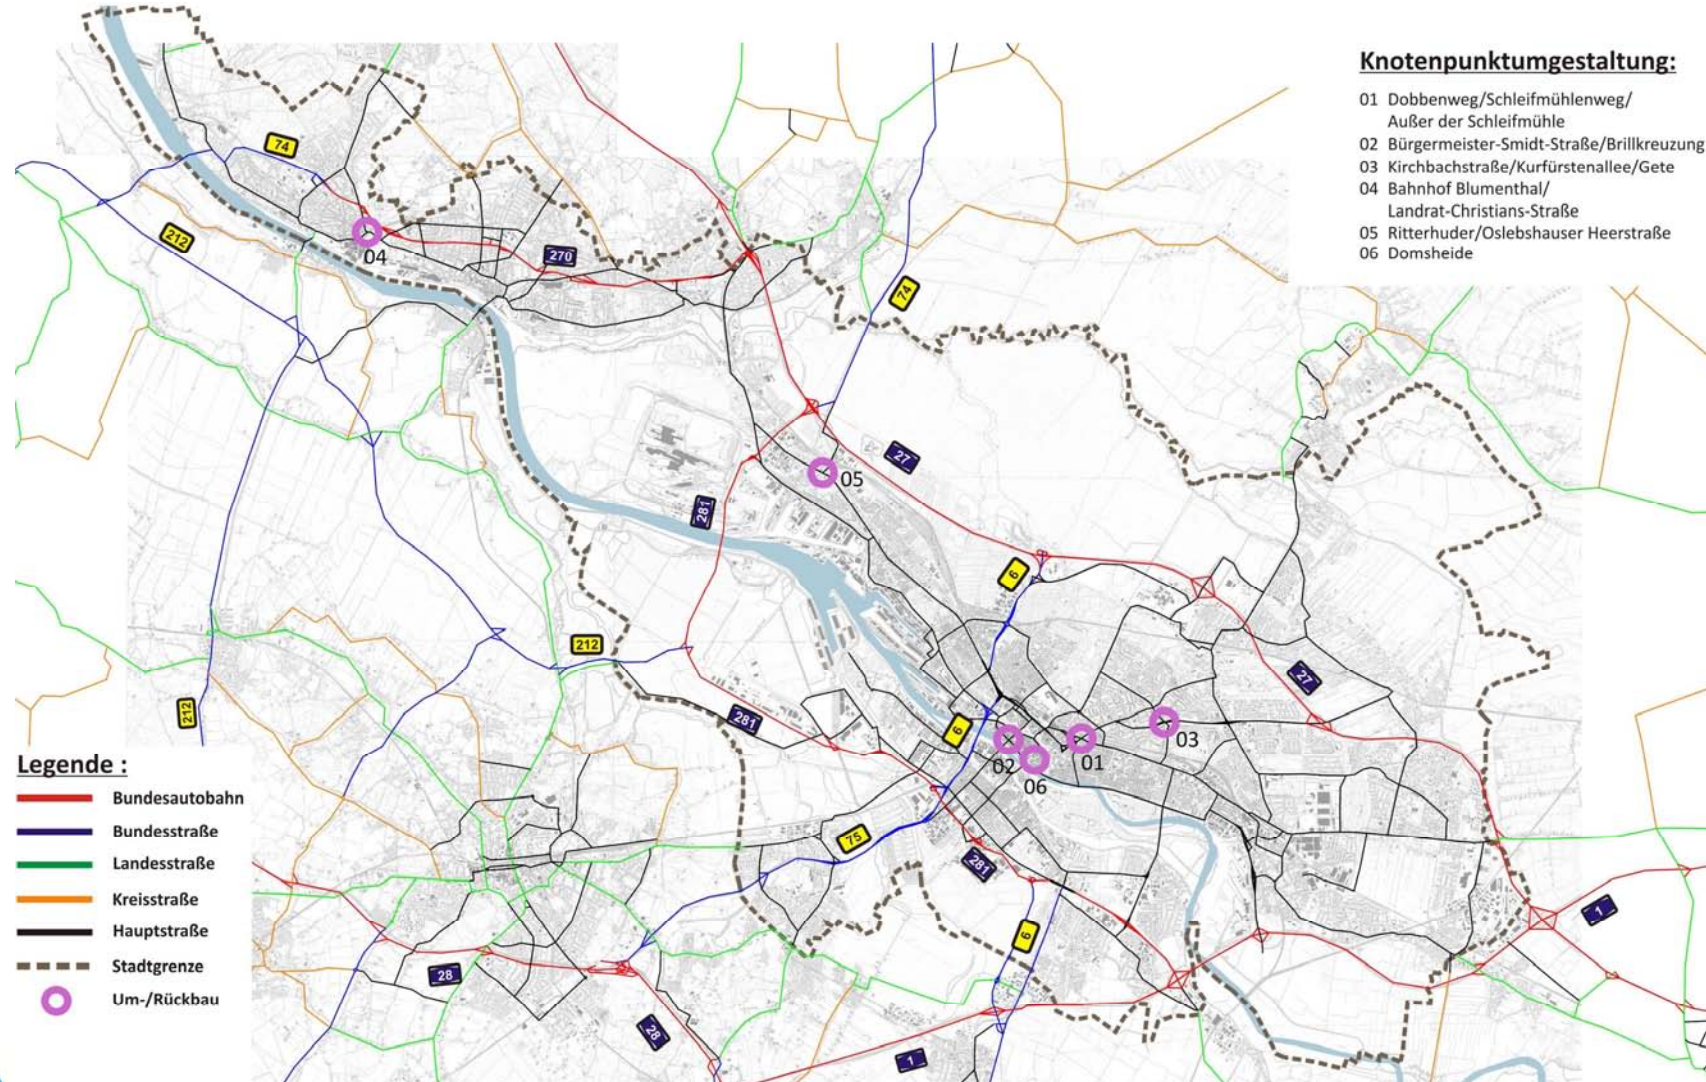 Knotenpunktumgestaltung:
01 Dobbenweg/Schleifmühlenweg/
Außer der Schleifmühle
02 Bürgermeister-Smidt-Straße/Brillkreuzung
03 Kirchbachstraße/Kurfürstenallee/Gete
04 Bahnhof Blumenthal/
Landrat-Christians-Straße
05 Ritterhuder/Oslebshauser Heerstraße
06 Domsheide
74
212
04
270
74
27
05
281
6
212
27
212
281
6
03
02
01
06
75
281
6
1
28
28
1
Legende :
Bundesautobahn
Bundesstraße
Landesstraße
Kreisstraße
Hauptstraße
Stadtgrenze
Um-/Rückbau